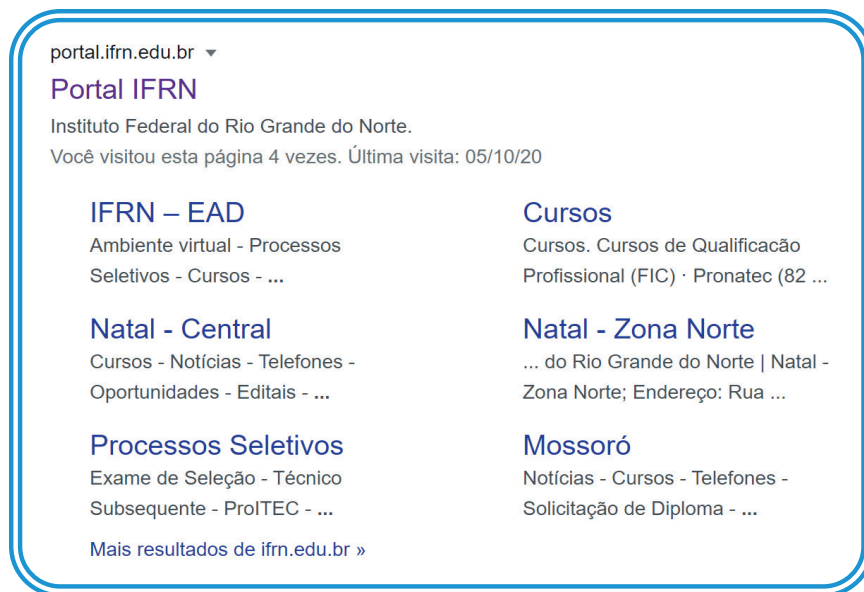 portal.ifrn.edu.br
Portal IFRN
Instituto Federal do Rio Grande do Norte.
Você visitou esta página 4 vezes. Última visita: 05/10/20
IFRN – EAD
Ambiente virtual - Processos
Seletivos - Cursos - ...
Cursos
Cursos. Cursos de Qualificacão
Profissional (FIC) · Pronatec (82 ...
Natal - Central
Cursos - Notícias - Telefones -
Oportunidades - Editais - ...
Natal - Zona Norte
... do Rio Grande do Norte | Natal -
Zona Norte; Endereço: Rua ...
Processos Seletivos
Exame de Seleção - Técnico
Subsequente - ProITEC - ...
Mossoró
Notícias - Cursos - Telefones -
Solicitação de Diploma - ...
Mais resultados de ifrn.edu.br »